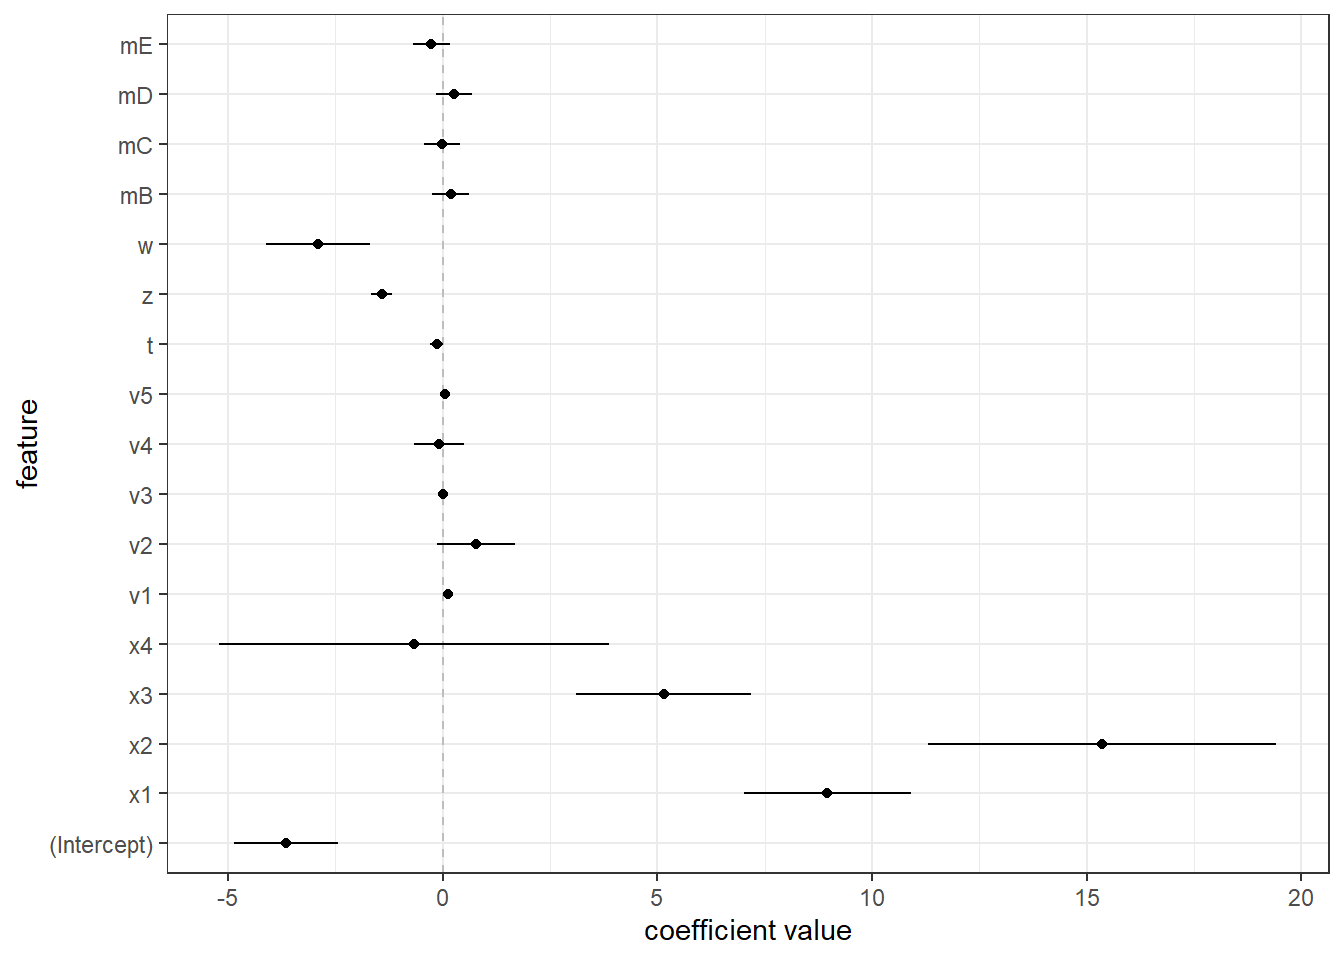 mE
mD
mC
mB
w
z
t
v5
v4
v3
v2
v1
x4
x3
x2
x1
(Intercept)
feature
-5 0 5 10 15 20
coefficient value